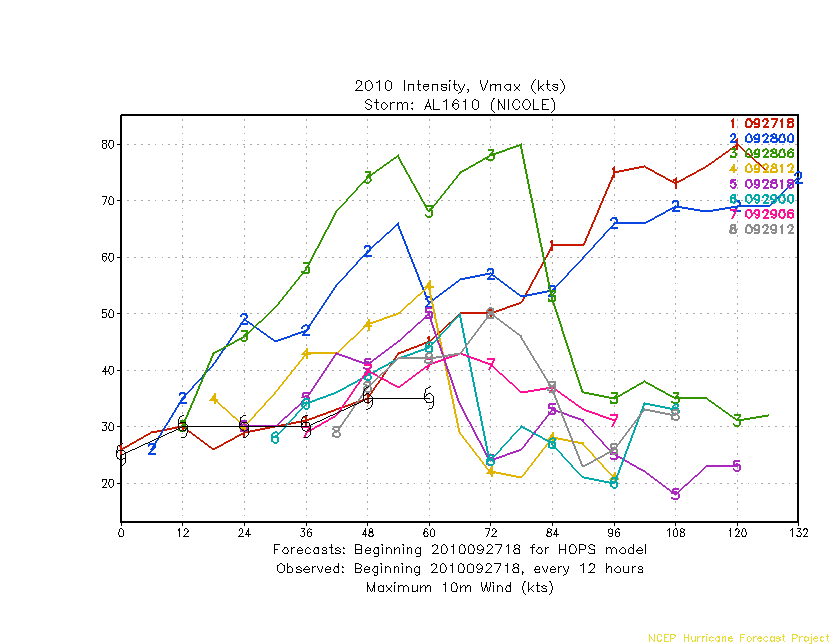 2010 Intensity, Vmax (kts)
Storm: AL1610 (NICOLE)
1 092718
2 092800
3 092806
4 092812
5 092818
6 092900
7 092906
8 092912
80
70
60
50
40
30
20
0 12 24 36 48 60 72 84 96 108 120 132
Forecasts: Beginning 2010092718 for HOPS model
Observed: Beginning 2010092718, every 12 hours
Maximum 10m Wind (kts)
NCEP Hurricane Forecast Project